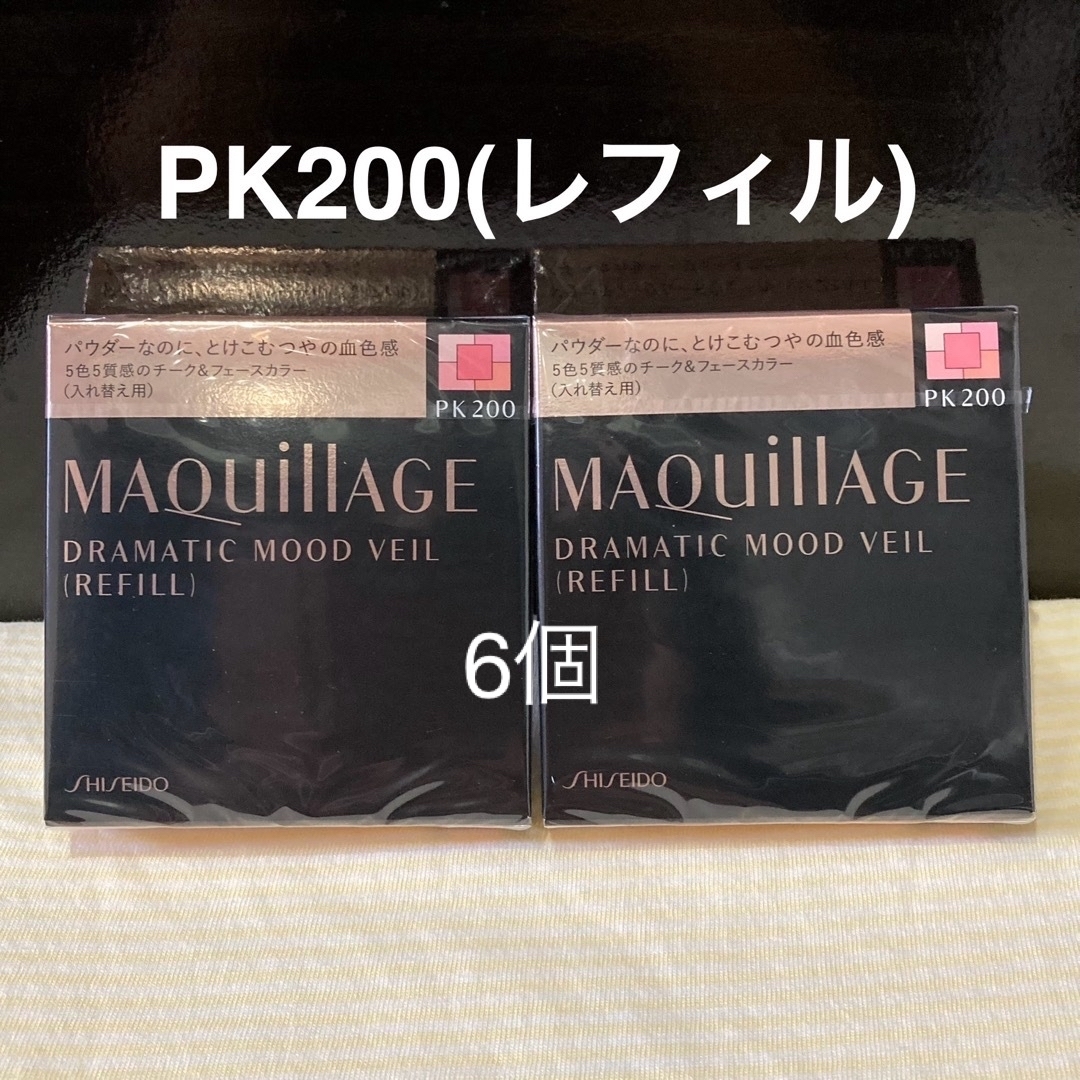 PK200(レフィル)
パウダーなのに、とけこむつやの血色感
5色5質感のチーク&フェースカラー
(入れ替え用)
PK200
MAQuillAGE
DRAMATIC MOOD VEIL
(REFILL)
SHISEIDO
パウダーなのに、とけこむつやの血色感
5色5質感のチーク&フェースカラー
(入れ替え用)
PK200
MAQuillAGE
DRAMATIC MOOD VEIL
(REFILL)
SHISEIDO
6個